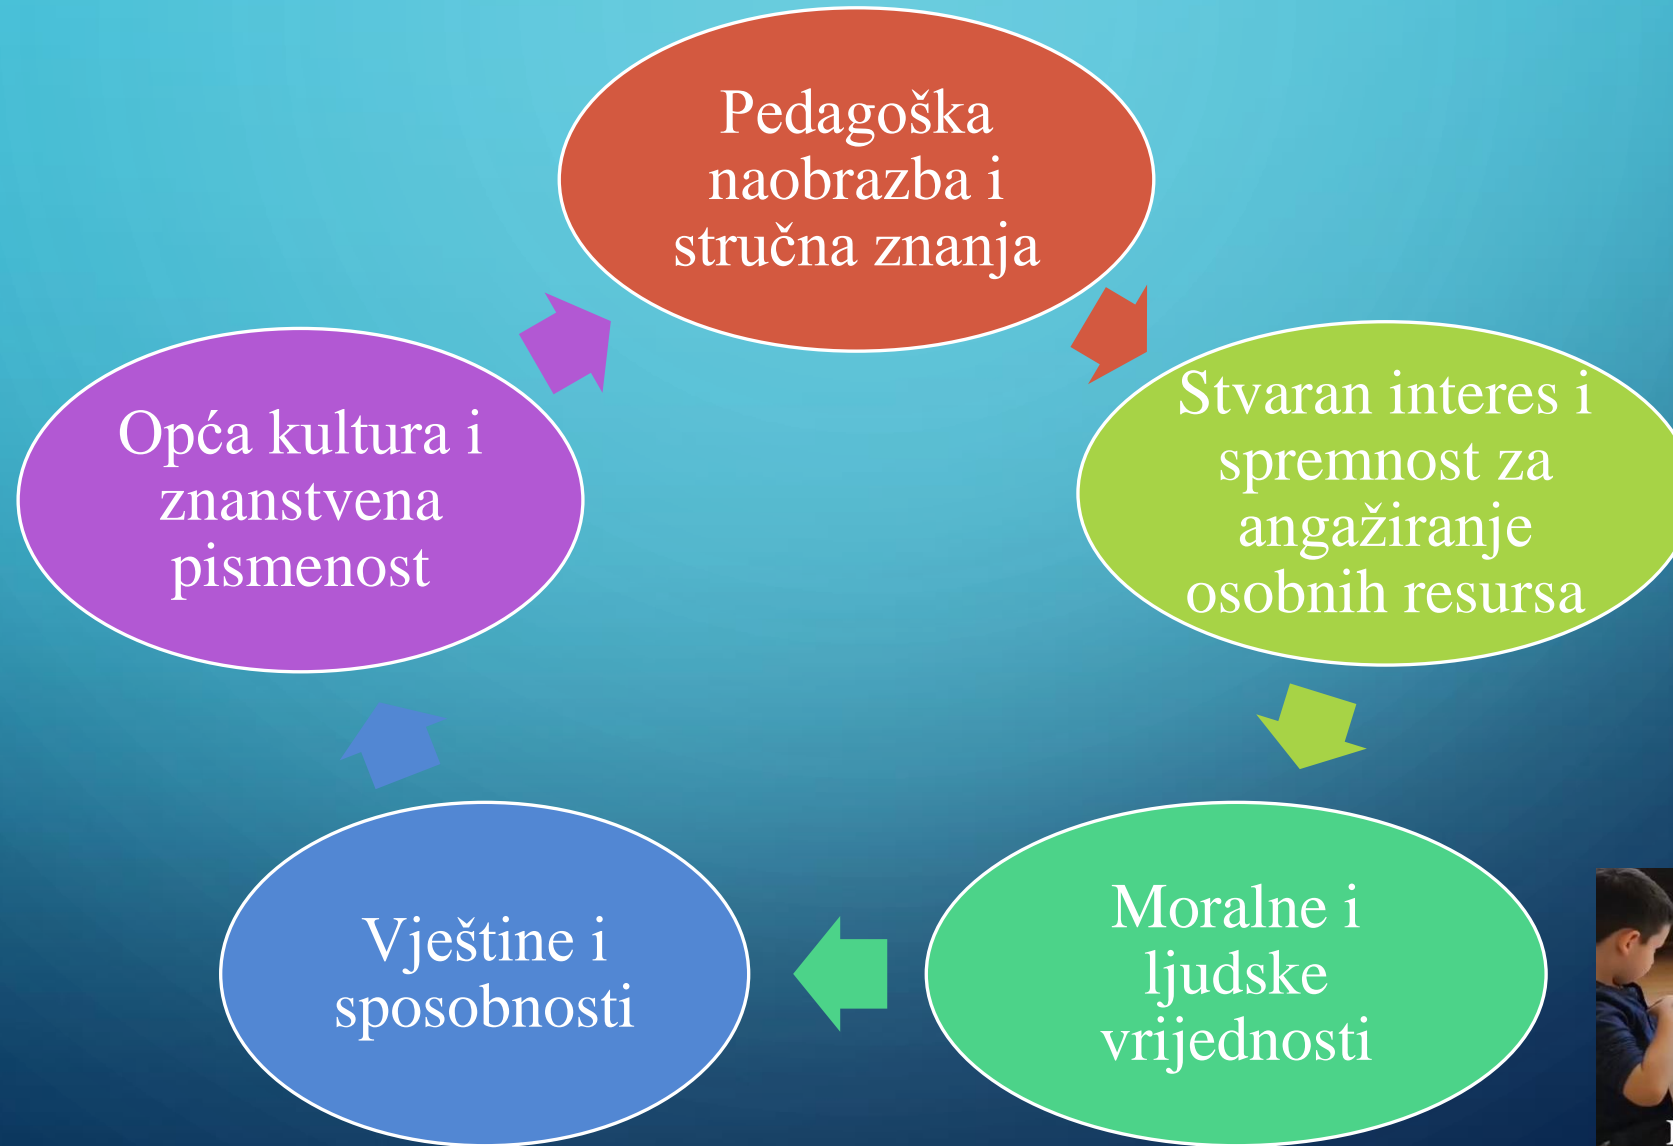 Pedagoška
naobrazba i
stručna znanja
Stvaran interes i
spremnost za
angažiranje
osobnih resursa
Moralne i
ljudske
vrijednosti
Vještine i
sposobnosti
Opća kultura i
znanstvena
pismenost